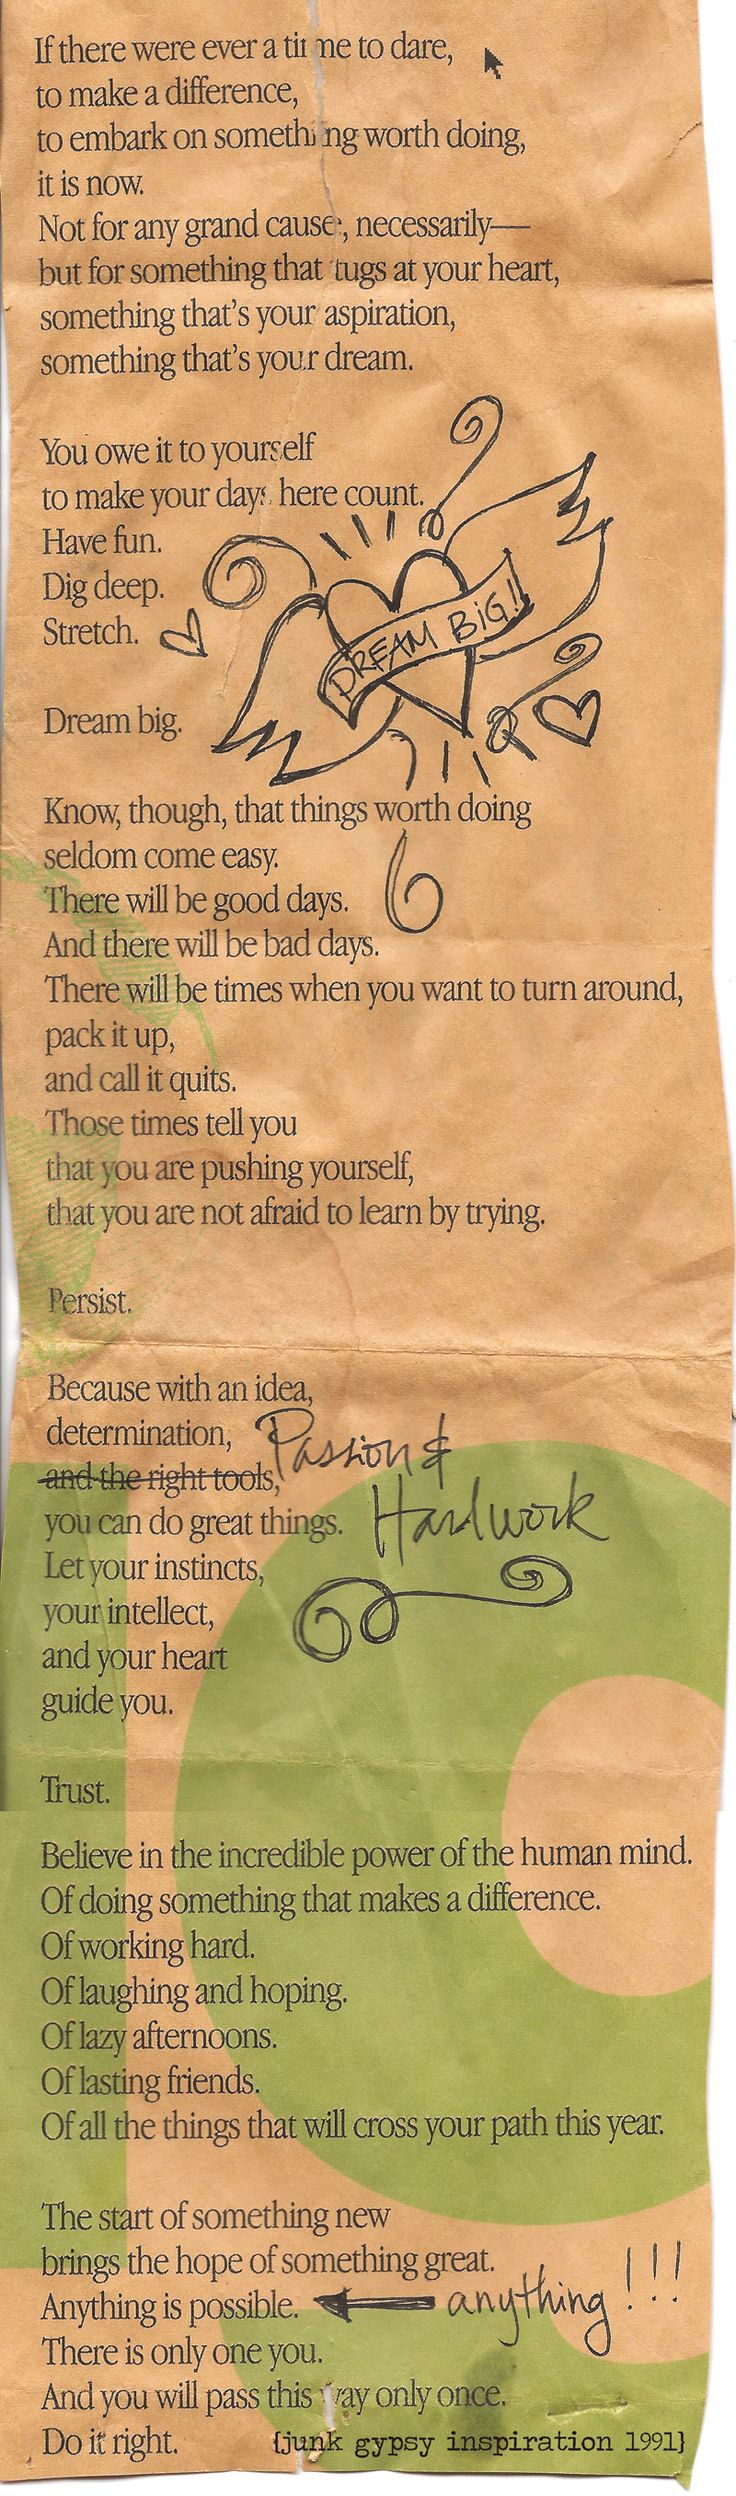 If there were ever a time to dare,
to make a difference,
to embark on something worth doing,
it is now.
Not for any grand cause, necessarily—
but for something that tugs at your heart,
something that's your aspiration,
something that's your dream.
You owe it to yourself
to make your days here count.
Have fun.
Dig deep.
Stretch.
DREAM BiG!!
Dream big.
Know, though, that things worth doing
seldom come easy.
There will be good days.
And there will be bad days.
There will be times when you want to turn around,
pack it up,
and call it quits.
Those times tell you
that you are pushing yourself,
that you are not afraid to learn by trying.
Persist.
Because with an idea,
determination, Passion &
and the right tools,
you can do great things. Hardwork
Let your instincts,
your intellect,
and your heart
guide you.
Trust.
Believe in the incredible power of the human mind.
Of doing something that makes a difference.
Of working hard.
Of laughing and hoping.
Of lazy afternoons.
Of lasting friends.
Of all the things that will cross your path this year.
The start of something new
brings the hope of something great.
Anything is possible. anything!!!
There is only one you.
And you will pass this way only once.
Do it right. {junk gypsy inspiration 1991}